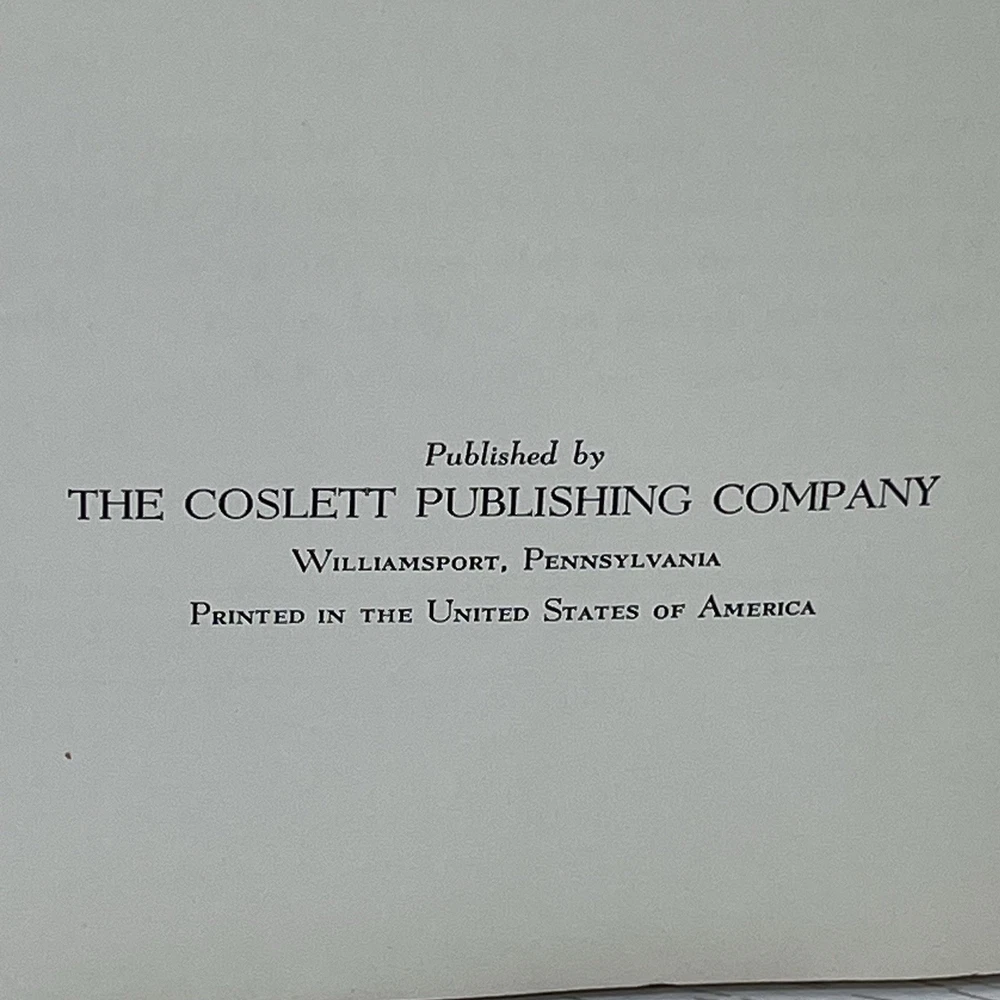 Published by
THE COSLETT PUBLISHING COMPANY
Williamsport, Pennsylvania
Printed in the United States of America